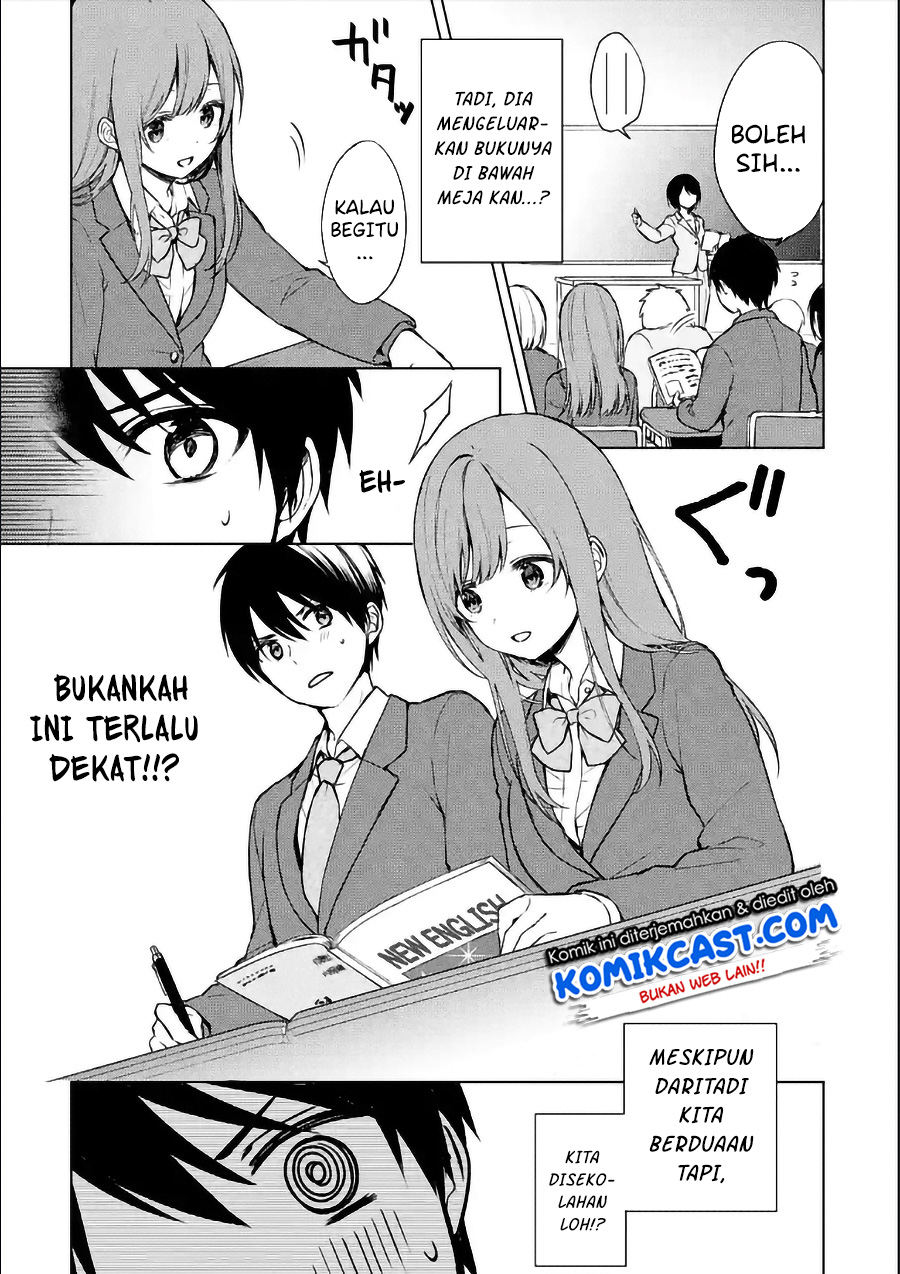 BOLEH
SIH...
TADI, DIA
MENGELUAR-
KAN BUKUNYA
DI BAWAH
MEJA KAN...?
ガタッ
KALAU
BEGITU
...
EH-
ぐっ
BUKANKAH
INI TERLALU
DEKAT!!?
NEW ENGLISH
Komik ini diterjemahkan & diedit oleh
KOMIKCAST.COM
BUKAN WEB LAIN!!
MESKIPUN
DARITADI
KITA
BERDUAAN
TAPI,
KITA
DISEKO-
LAHAN
LOH!?